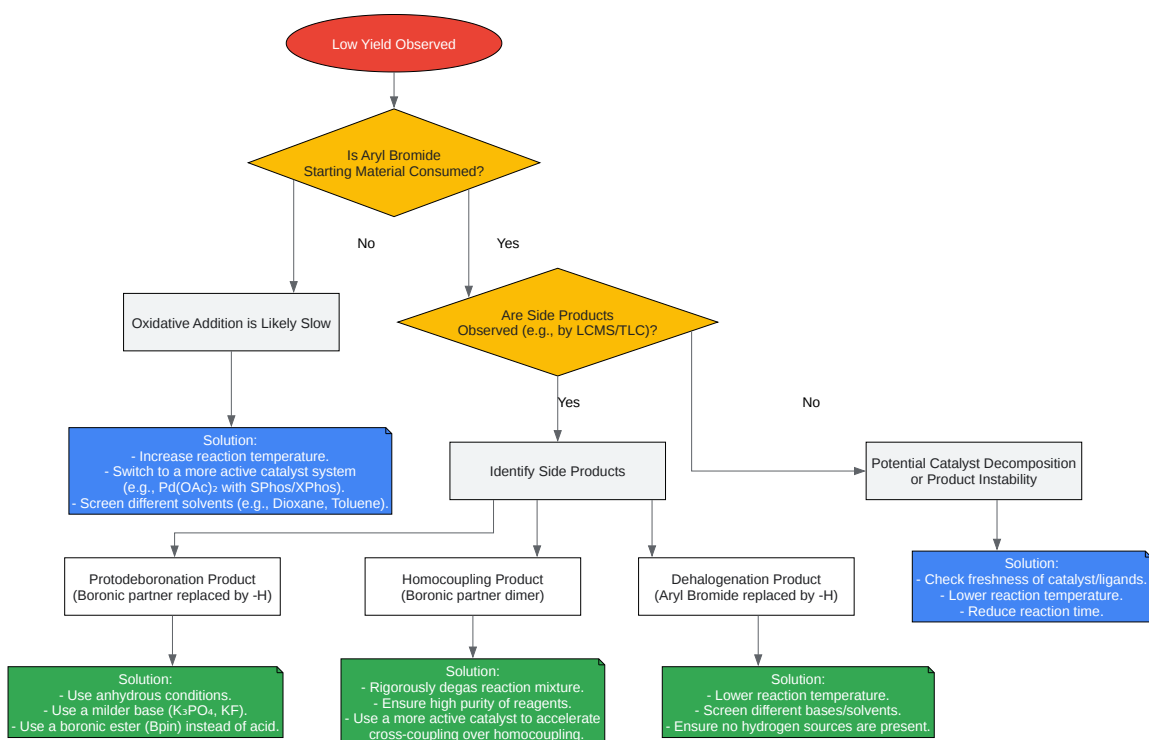 Low Yield Observed
Is Aryl Bromide
Starting Material Consumed?
No
Yes
Oxidative Addition is Likely Slow
Are Side Products
Observed (e.g., by LCMS/TLC)?
Yes
No
Solution:
- Increase reaction temperature.
- Switch to a more active catalyst system
(e.g., Pd(OAc)₂ with SPhos/XPhos).
- Screen different solvents (e.g., Dioxane, Toluene).
Identify Side Products
Potential Catalyst Decomposition
or Product Instability
Protodeboronation Product
(Boronic partner replaced by -H)
Homocoupling Product
(Boronic partner dimer)
Dehalogenation Product
(Aryl Bromide replaced by -H)
Solution:
- Check freshness of catalyst/ligands.
- Lower reaction temperature.
- Reduce reaction time.
Solution:
- Use anhydrous conditions.
- Use a milder base (K₃PO₄, KF).
- Use a boronic ester (Bpin) instead of acid.
Solution:
- Rigorously degas reaction mixture.
- Ensure high purity of reagents.
- Use a more active catalyst to accelerate
cross-coupling over homocoupling.
Solution:
- Lower reaction temperature.
- Screen different bases/solvents.
- Ensure no hydrogen sources are present.